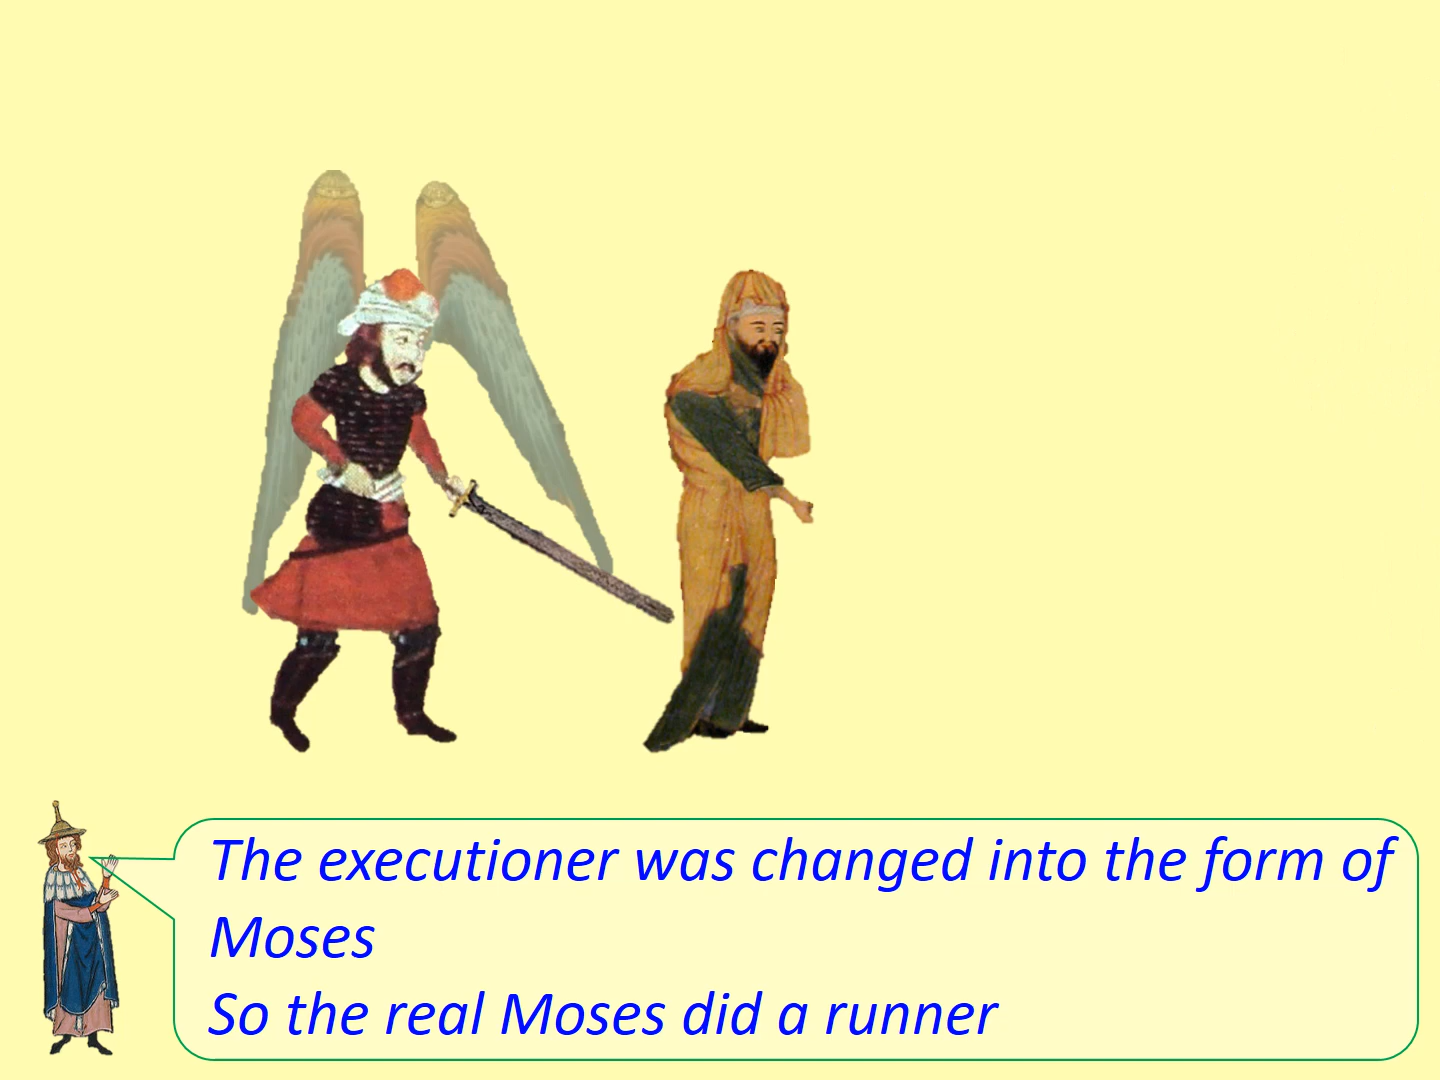 The executioner was changed into the form of
Moses
So the real Moses did a runner